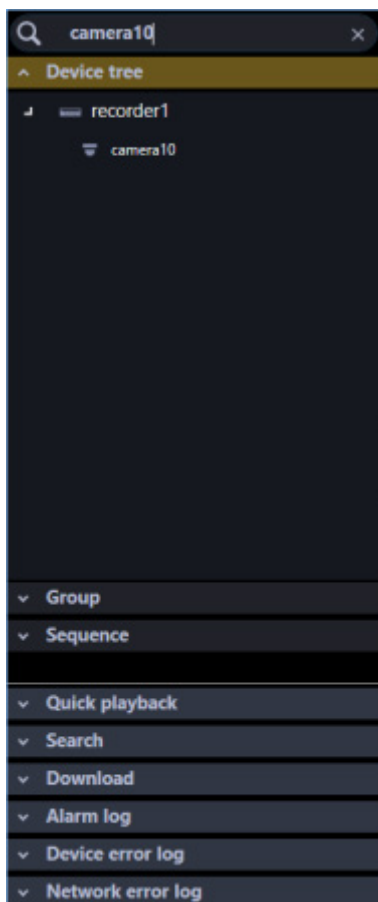 camera10
Device tree
recorder1
camera10
Group
Sequence
Quick playback
Search
Download
Alarm log
Device error log
Network error log